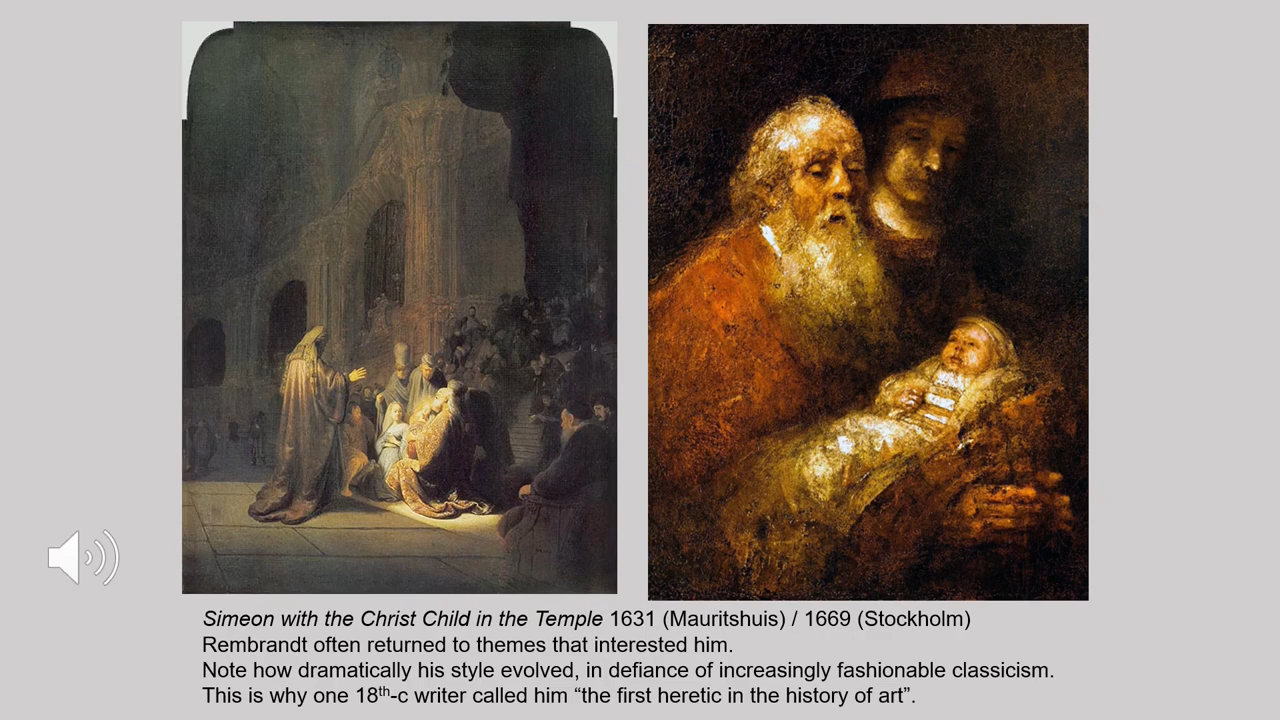 Simeon with the Christ Child in the Temple 1631 (Mauritshuis) / 1669 (Stockholm)
Rembrandt often returned to themes that interested him.
Note how dramatically his style evolved, in defiance of increasingly fashionable classicism.
This is why one 18th-c writer called him “the first heretic in the history of art”.